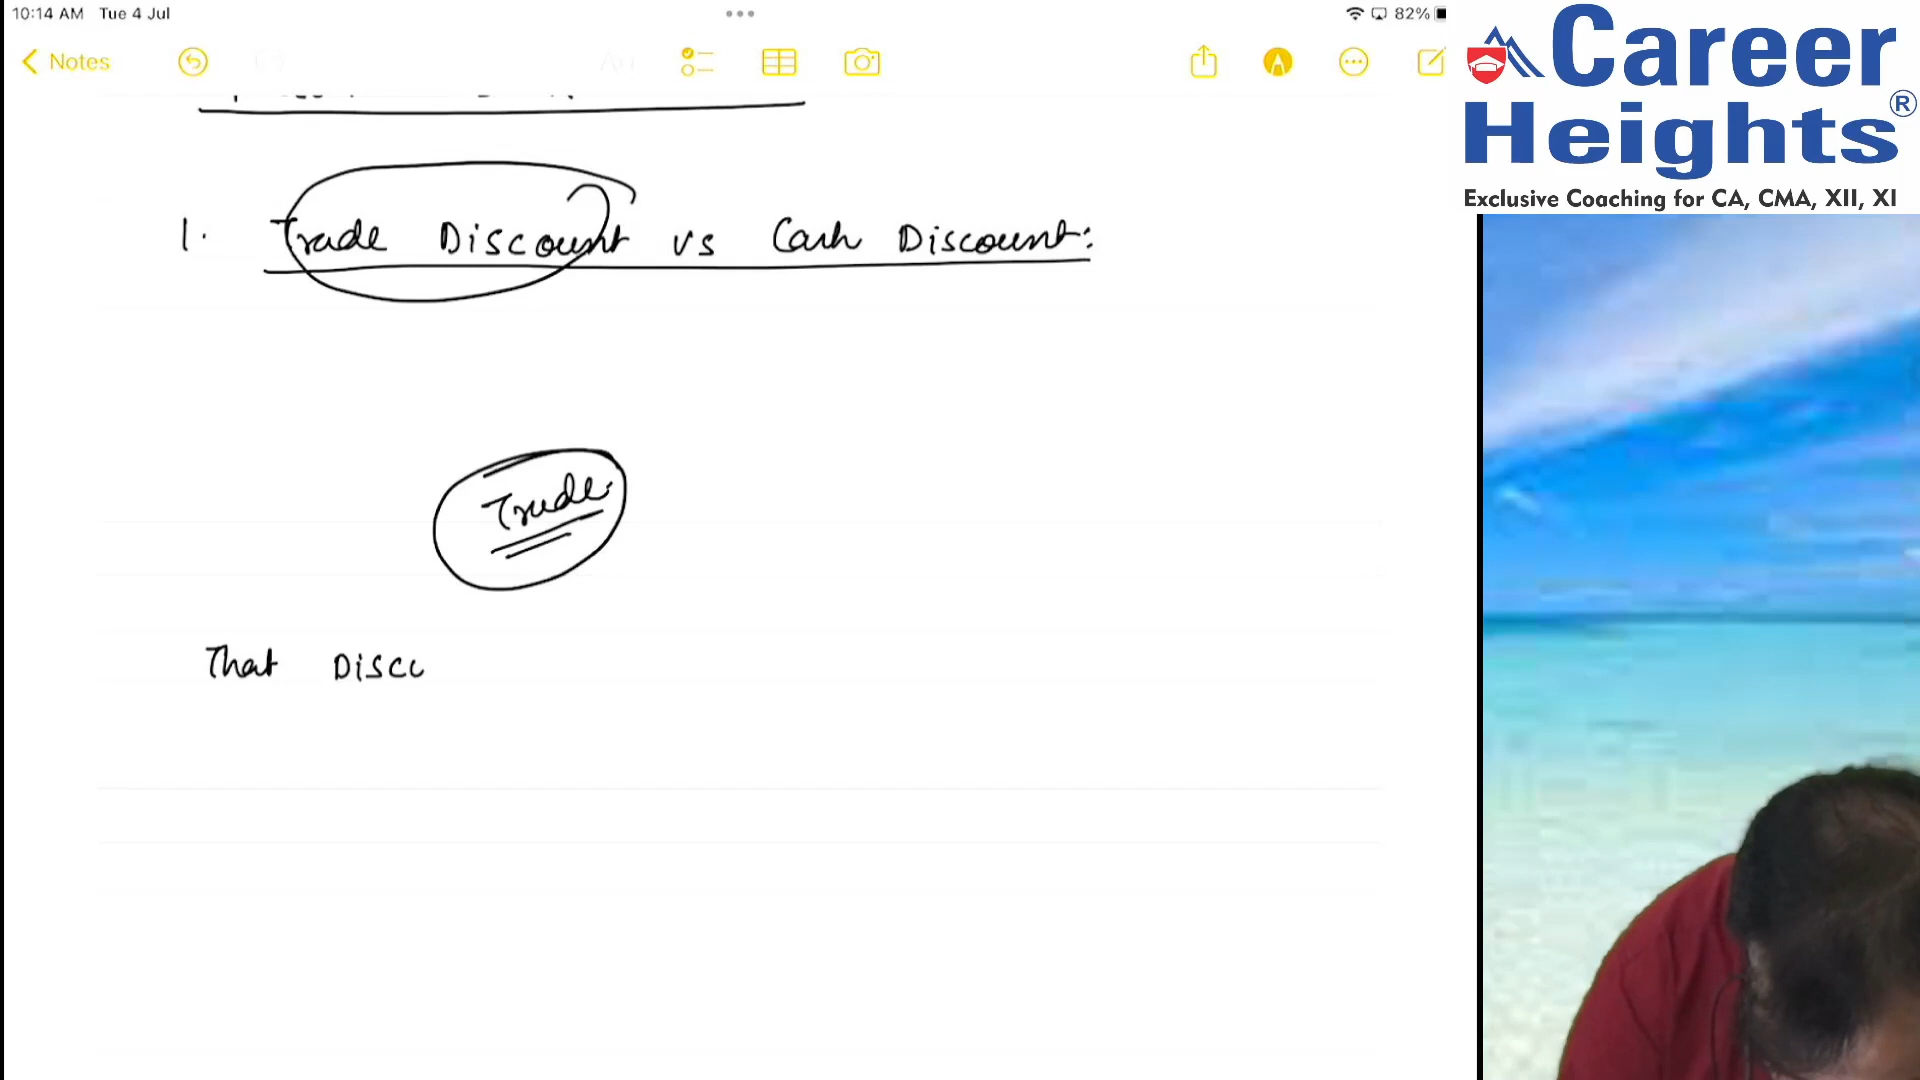 10:14 AM Tue 4 Jul
82%
Notes
Career
Heights®
Exclusive Coaching for CA, CMA, XII, XI
1. Trade Discount vs Cash Discount:
Trade
That Discu